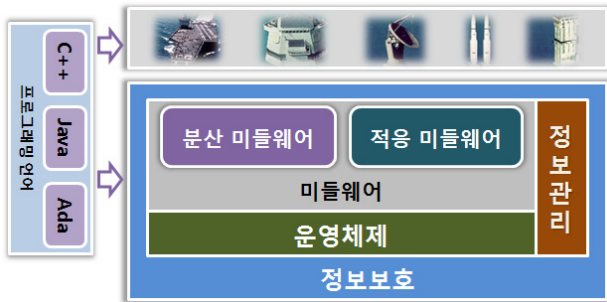 프로그래밍 언어
C++
Java
Ada
분산 미들웨어
적응 미들웨어
미들웨어
운영체제
정보관리
정보보호